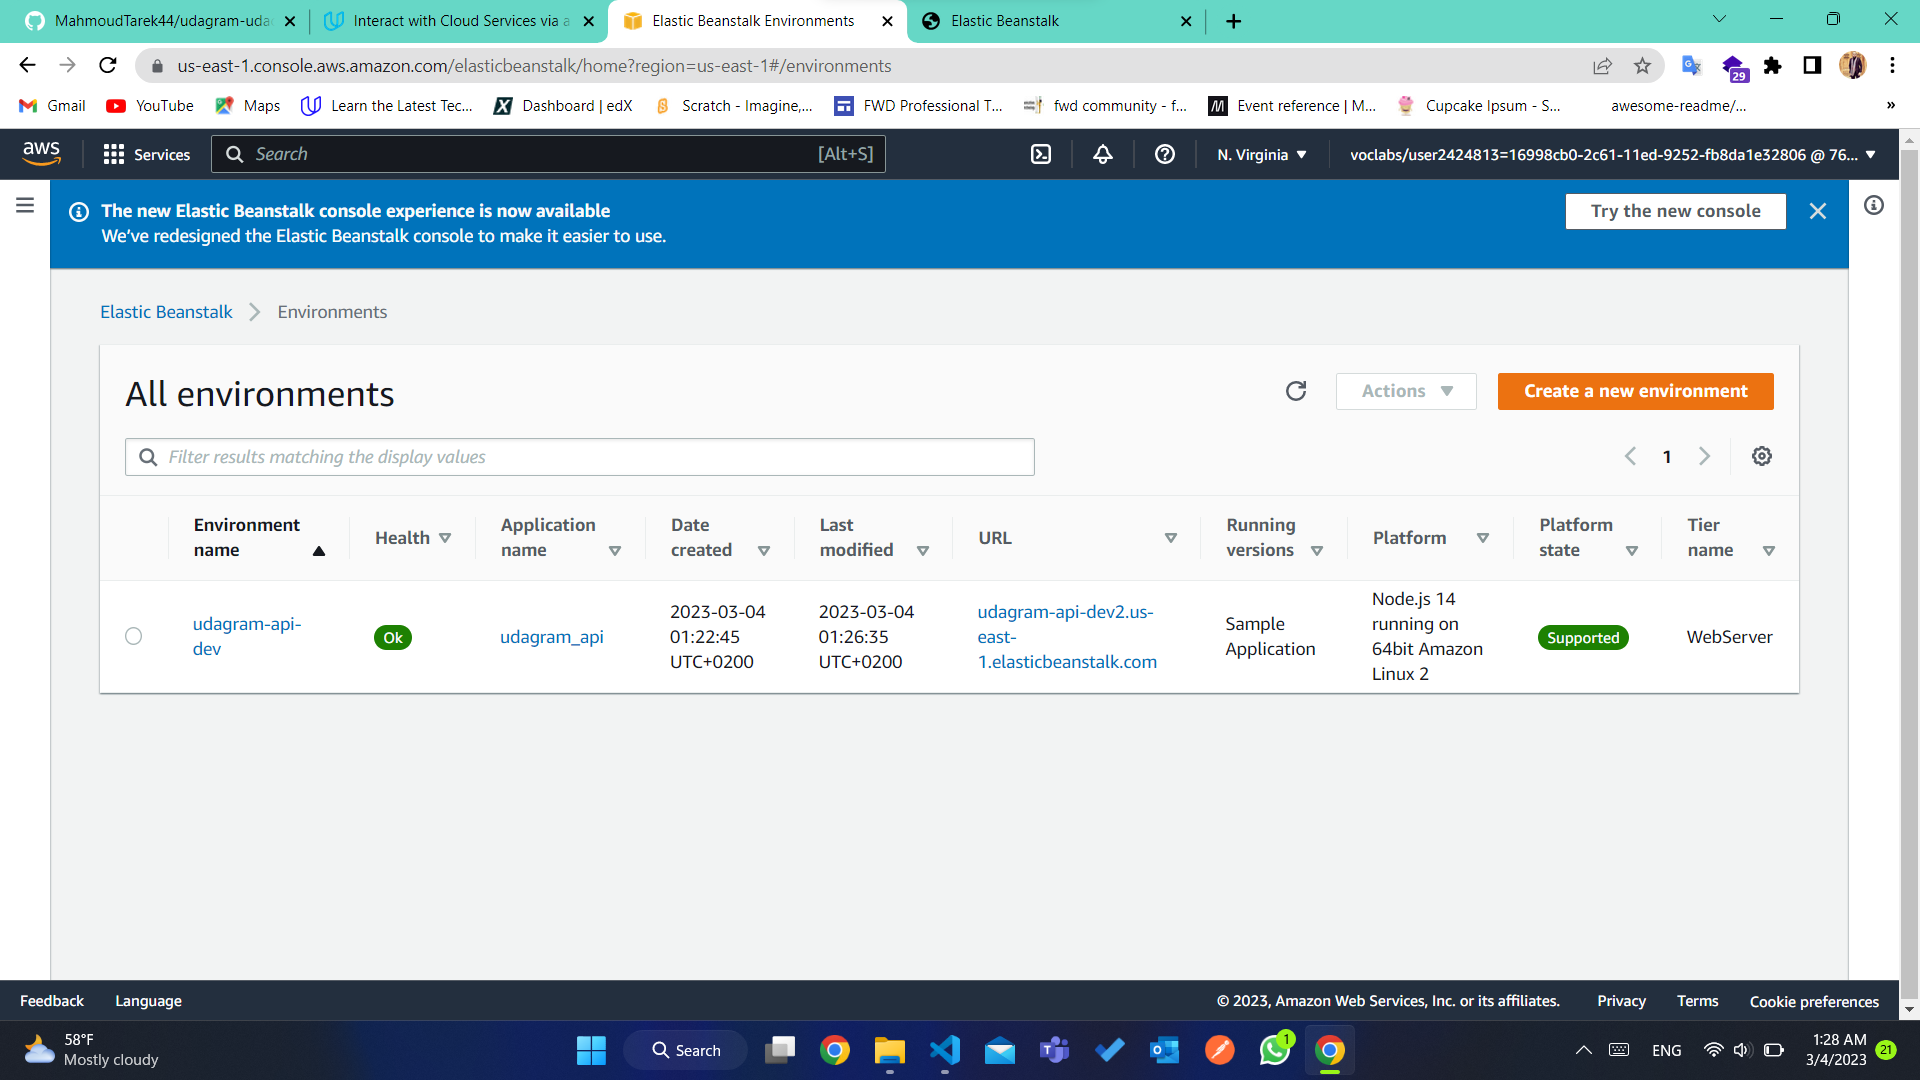 MahmoudTarek44/udagram-uda
Interact with Cloud Services via a
Elastic Beanstalk Environments
Elastic Beanstalk
us-east-1.console.aws.amazon.com/elasticbeanstalk/home?region=us-east-1#/environments
29
Gmail
YouTube
Maps
Learn the Latest Tec...
Dashboard | edX
Scratch - Imagine,...
FWD Professional T...
fwd community - f...
Event reference | M...
Cupcake Ipsum - S...
awesome-readme/...
»
aws
Services
Search
[Alt+S]
N. Virginia
voclabs/user2424813=16998cb0-2c61-11ed-9252-fb8da1e32806 @ 76...
The new Elastic Beanstalk console experience is now available
We've redesigned the Elastic Beanstalk console to make it easier to use.
Try the new console
Elastic Beanstalk
Environments
All environments
Actions
Create a new environment
Filter results matching the display values
1
Environment
name
Health
Application
name
Date
created
Last
modified
URL
Running
versions
Platform
Platform
state
Tier
name
udagram-api-
dev
Ok
udagram_api
2023-03-04
01:22:45
UTC+0200
2023-03-04
01:26:35
UTC+0200
udagram-api-dev2.us-
east-
1.elasticbeanstalk.com
Sample
Application
Node.js 14
running on
64bit Amazon
Linux 2
Supported
WebServer
Feedback
Language
© 2023, Amazon Web Services, Inc. or its affiliates.
Privacy
Terms
Cookie preferences
58°F
Mostly cloudy
Search
1
ENG
1:28 AM
3/4/2023
21